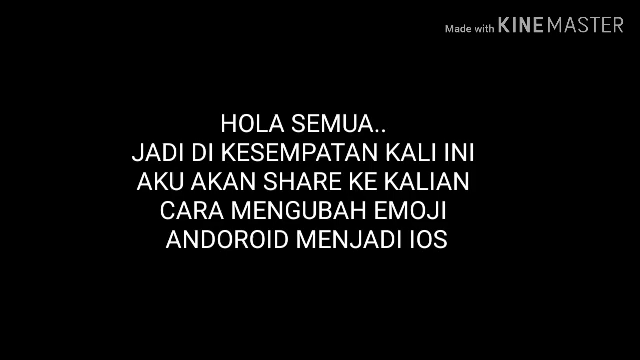 Made with KINEMASTER
HOLA SEMUA..
JADI DI KESEMPATAN KALI INI
AKU AKAN SHARE KE KALIAN
CARA MENGUBAH EMOJI
ANDOROID MENJADI IOS